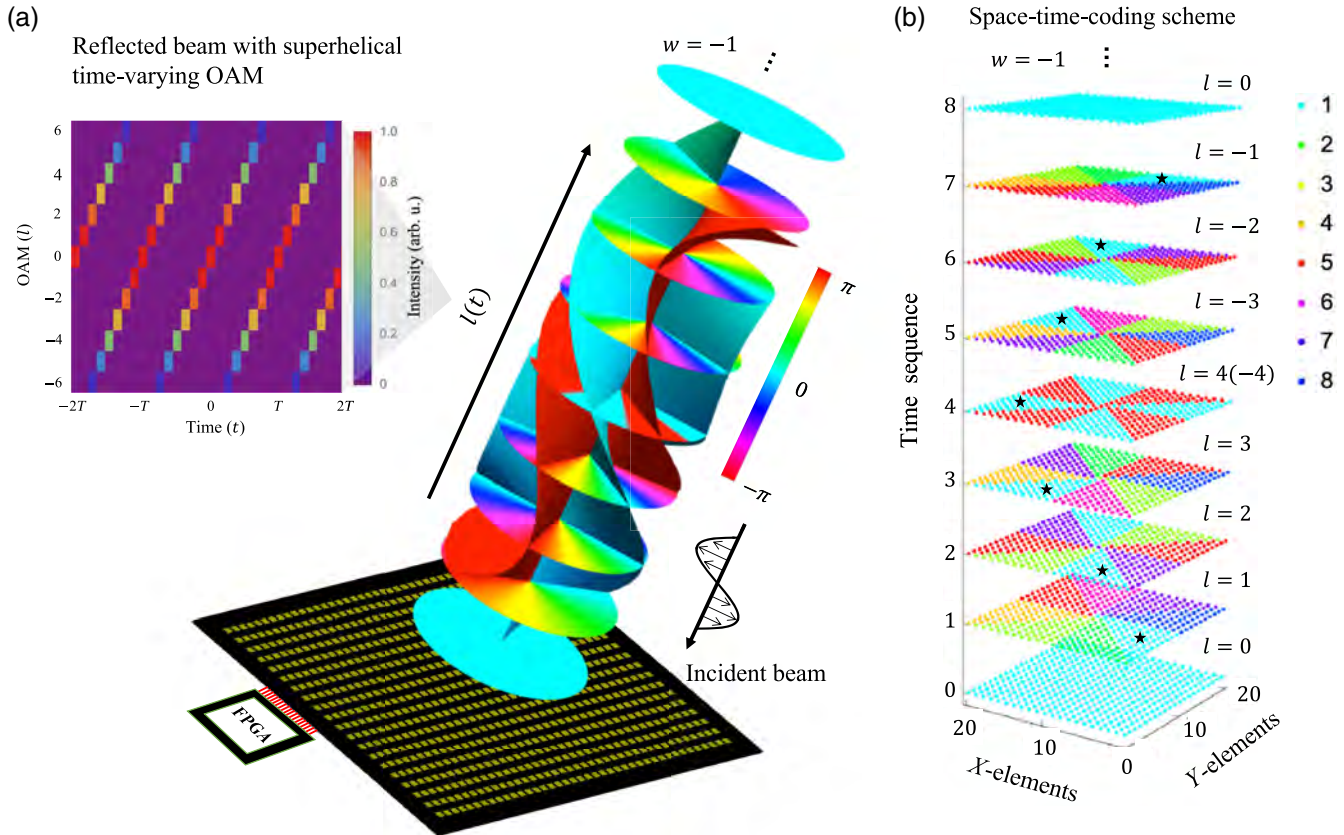 (a)
Reflected beam with superhelical
time-varying OAM
w = −1
⋮
OAM (l)
6
4
2
0
−2
−4
−6
−2T
−T
0
T
2T
Time (t)
1.0
0.8
0.6
0.4
0.2
0
Intensity (arb. u.)
l(t)
π
0
−π
Incident beam
FPGA
(b)
Space-time-coding scheme
w = −1
⋮
Time sequence
8
7
6
5
4
3
2
1
0
l = 0
l = −1
l = −2
l = −3
l = 4(−4)
l = 3
l = 2
l = 1
l = 0
20
10
0
X-elements
10
20
Y-elements
1
2
3
4
5
6
7
8